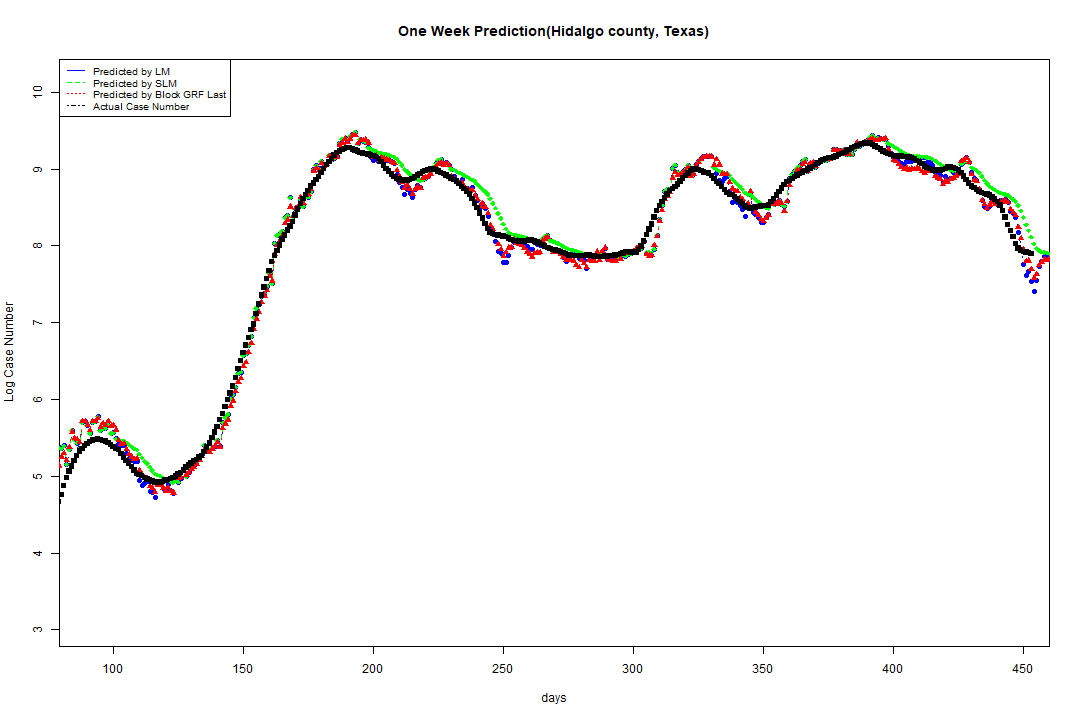 One Week Prediction(Hidalgo county, Texas)
Predicted by LM
Predicted by SLM
Predicted by Block GRF Last
Actual Case Number
10
9
8
7
6
5
4
3
Log Case Number
100 150 200 250 300 350 400 450
days